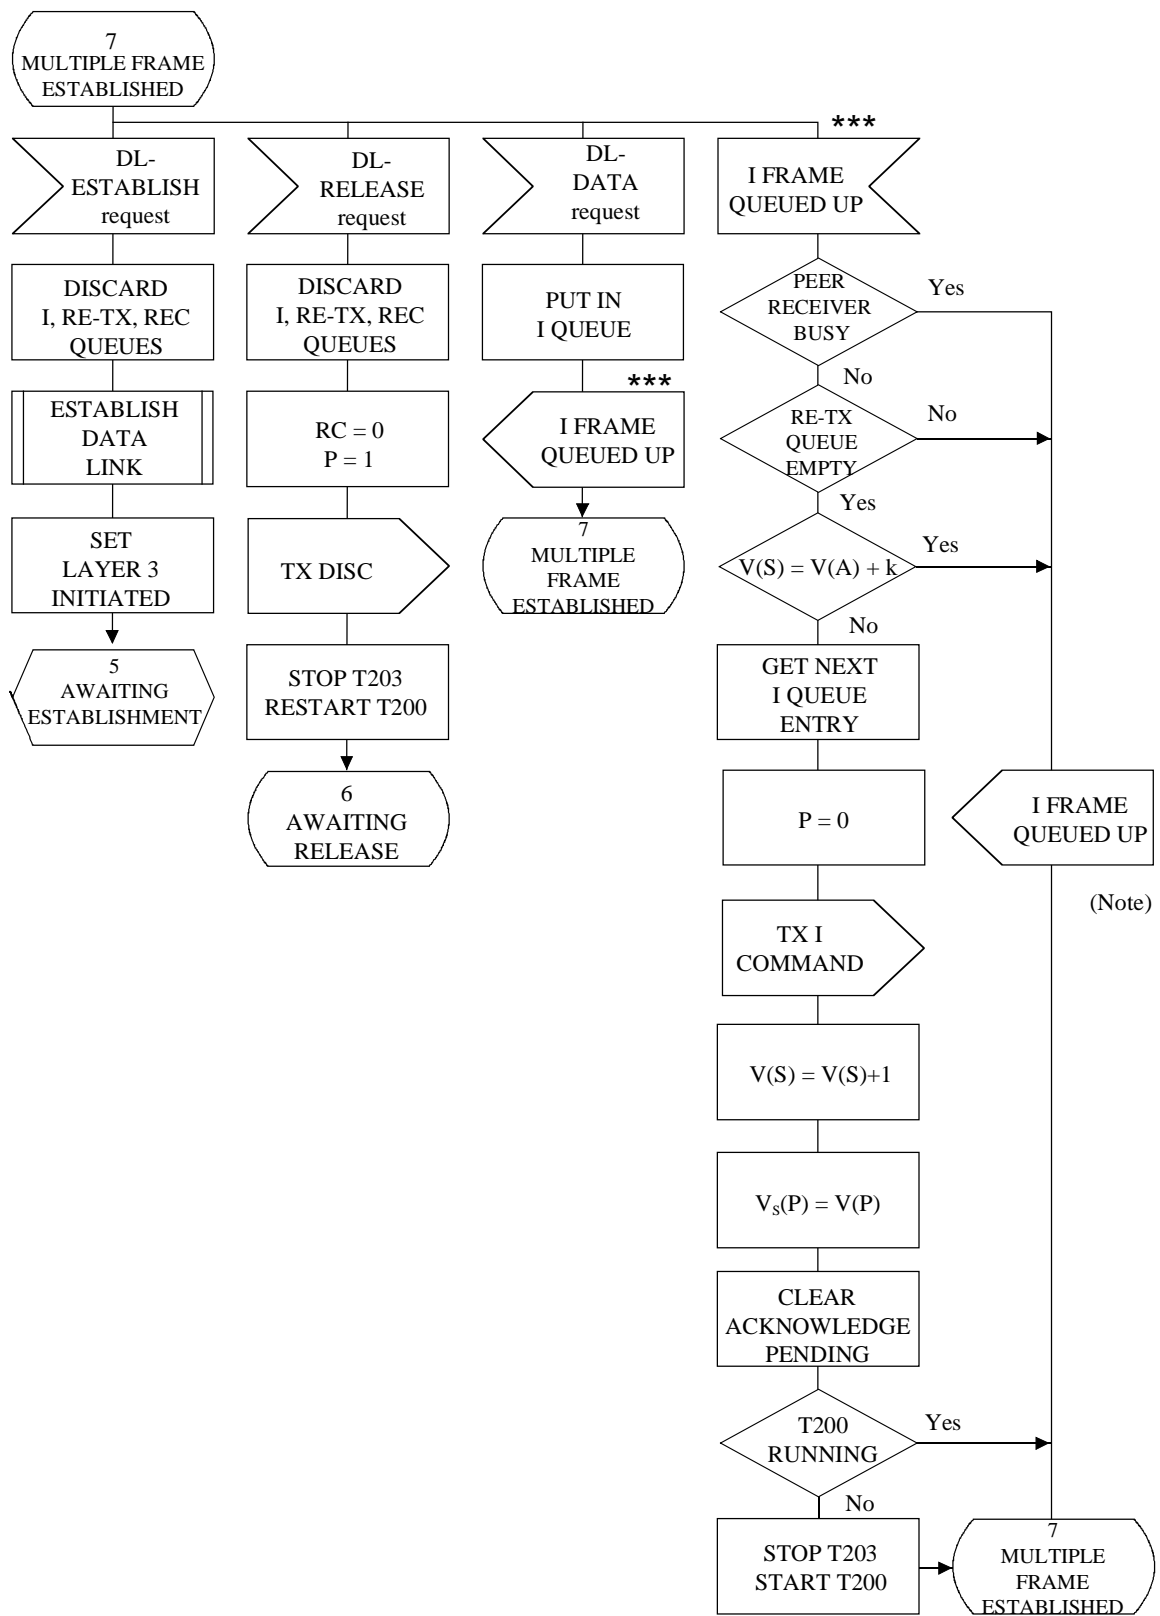 7
MULTIPLE FRAME
ESTABLISHED
***
DL-
ESTABLISH
request
DL-
RELEASE
request
DL-
DATA
request
I FRAME
QUEUED UP
DISCARD
I, RE-TX, REC
QUEUES
DISCARD
I, RE-TX, REC
QUEUES
PUT IN
I QUEUE
PEER
RECEIVER
BUSY
Yes
No
ESTABLISH
DATA
LINK
RC = 0
P = 1
***
I FRAME
QUEUED UP
RE-TX
QUEUE
EMPTY
No
Yes
SET
LAYER 3
INITIATED
TX DISC
7
MULTIPLE
FRAME
ESTABLISHED
V(S) = V(A) + k
Yes
No
5
AWAITING
ESTABLISHMENT
STOP T203
RESTART T200
GET NEXT
I QUEUE
ENTRY
6
AWAITING
RELEASE
P = 0
I FRAME
QUEUED UP
(Note)
TX I
COMMAND
V(S) = V(S)+1
Vs(P) = V(P)
CLEAR
ACKNOWLEDGE
PENDING
T200
RUNNING
Yes
No
STOP T203
START T200
7
MULTIPLE
FRAME
ESTABLISHED